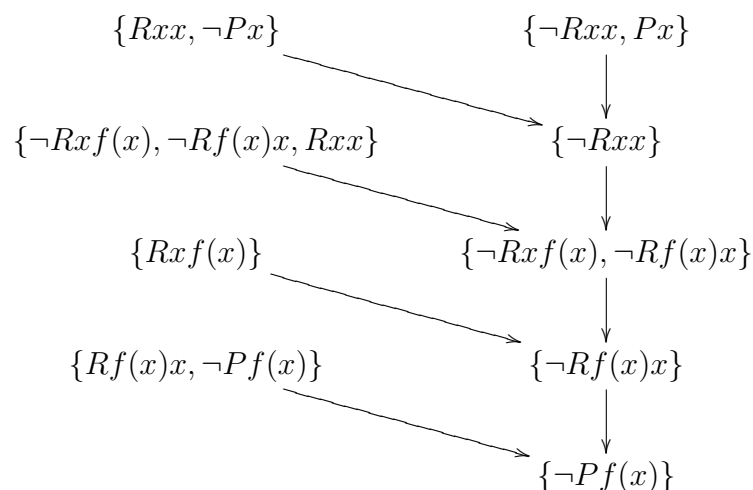 {Rxx, ¬Px} {¬Rxx, Px}
{¬Rxf(x), ¬Rf(x)x, Rxx} {¬Rxx}
{Rxf(x)} {¬Rxf(x), ¬Rf(x)x}
{Rf(x)x, ¬Pf(x)} {¬Rf(x)x}
{¬Pf(x)}